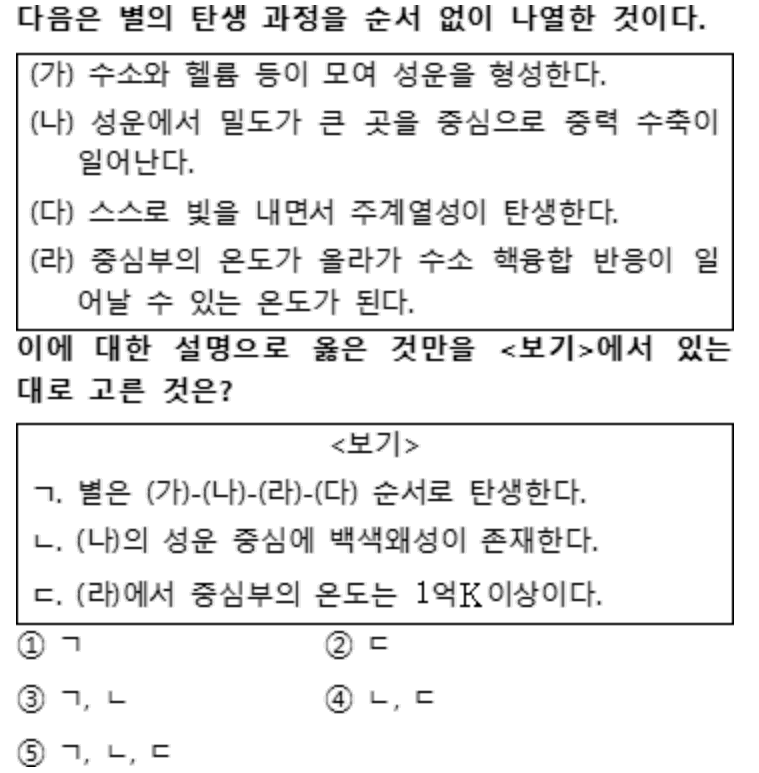 다음은 별의 탄생 과정을 순서 없이 나열한 것이다.
(가) 수소와 헬륨 등이 모여 성운을 형성한다.
(나) 성운에서 밀도가 큰 곳을 중심으로 중력 수축이
일어난다.
(다) 스스로 빛을 내면서 주계열성이 탄생한다.
(라) 중심부의 온도가 올라가 수소 핵융합 반응이 일
어날 수 있는 온도가 된다.
이에 대한 설명으로 옳은 것만을 <보기>에서 있는
대로 고른 것은?
<보기>
ㄱ. 별은 (가)-(나)-(라)-(다) 순서로 탄생한다.
ㄴ. (나)의 성운 중심에 백색왜성이 존재한다.
ㄷ. (라)에서 중심부의 온도는 1억K이상이다.
① ㄱ ② ㄷ
③ ㄱ, ㄴ ④ ㄴ, ㄷ
⑤ ㄱ, ㄴ, ㄷ